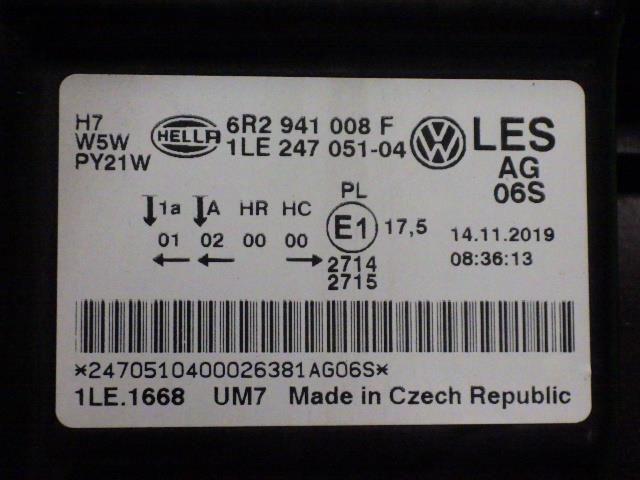 H7
W5W
PY21W
HELLA
6R2 941 008 F
1LE 247 051-04
VW
LES
AG
06S
1a A HR HC
01 02 00 00
PL
E1
17,5
2714
2715
14.11.2019
08:36:13
*2470510400026381AG06S*
1LE.1668 UM7 Made in Czech Republic